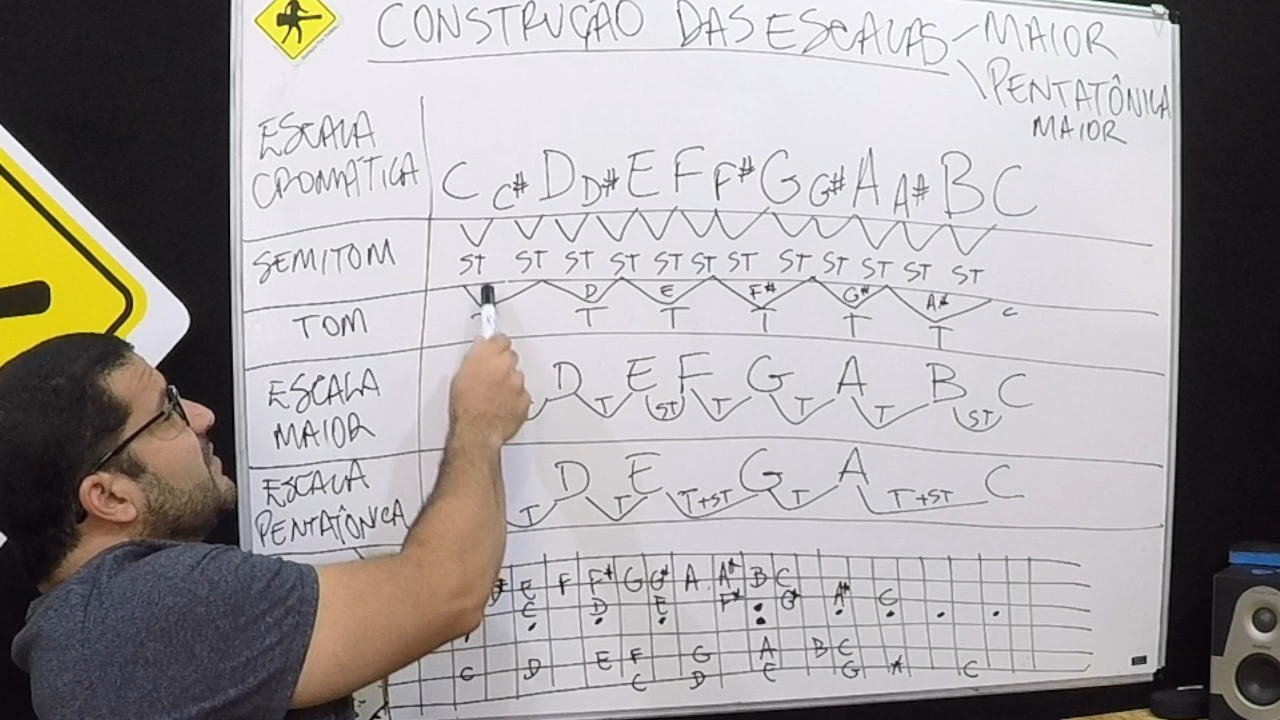 CONSTRUÇÃO DAS ESCALAS MAIOR
PENTATÔNICA
MAIOR
ESCALA
CROMÁTICA
C C# D D# E F F# G G# A A# B C
SEMITOM
ST ST ST ST ST ST ST ST ST ST ST ST
TOM
D E F# G# A# C
T T T T T T
ESCALA
MAIOR
D E F G A B C
T ST T T T ST
ESCALA
PENTATÔNICA
D E G A C
T T T+ST T T+ST
E F F# G G# A A# B C
C D E F# G# A# C
C D E F G A B C
C D E G A C